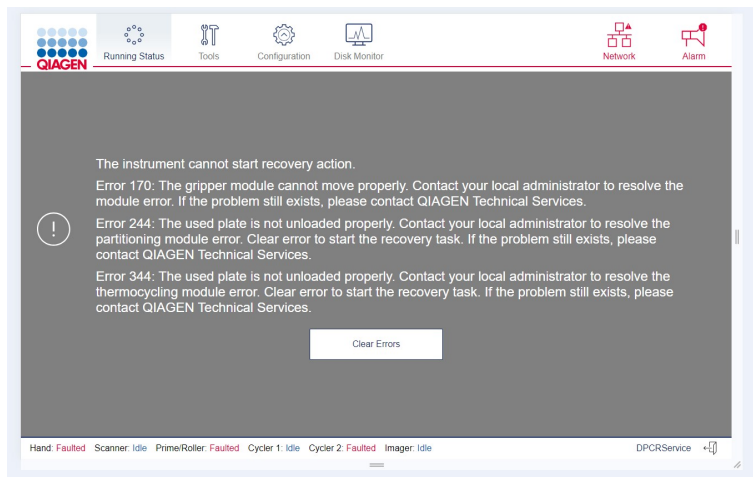 QIAGEN
Running Status
Tools
Configuration
Disk Monitor
Network
Alarm
The instrument cannot start recovery action.
Error 170: The gripper module cannot move properly. Contact your local administrator to resolve the
module error. If the problem still exists, please contact QIAGEN Technical Services.
Error 244: The used plate is not unloaded properly. Contact your local administrator to resolve the
partitioning module error. Clear error to start the recovery task. If the problem still exists, please
contact QIAGEN Technical Services.
Error 344: The used plate is not unloaded properly. Contact your local administrator to resolve the
thermocycling module error. Clear error to start the recovery task. If the problem still exists, please
contact QIAGEN Technical Services.
Clear Errors
Hand: Faulted Scanner: Idle Prime/Roller: Faulted Cycler 1: Idle Cycler 2: Faulted Imager: Idle DPCRService